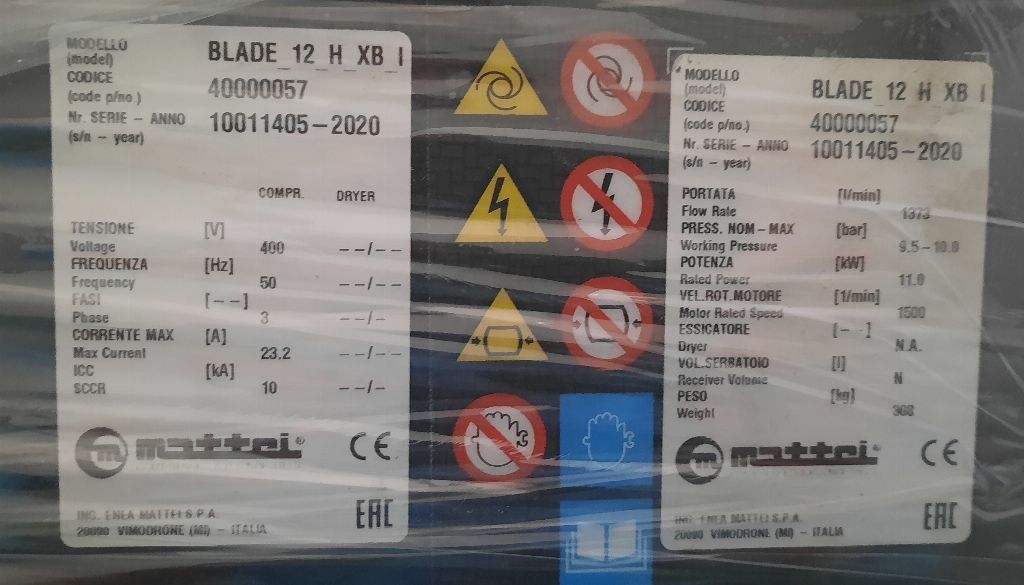 MODELLO
(model) BLADE_12_H_XB_I
CODICE
(code p/no.) 40000057
Nr. SERIE - ANNO 10011405-2020
(s/n - year)
COMPR. DRYER
TENSIONE [V]
Voltage 400 --/--
FREQUENZA [Hz]
Frequency 50 --/--
FASI [--]
Phase 3 --/-
CORRENTE MAX [A]
Max Current 23.2 --/--
ICC [kA]
SCCR 10 --/-
m mattei® CE
ING. ENEA MATTEI S.P.A. EAC
20090 VIMODRONE (MI) - ITALIA
MODELLO
(model) BLADE_12_H_XB_I
CODICE
(code p/no.) 40000057
Nr. SERIE - ANNO 10011405-2020
(s/n - year)
PORTATA [l/min]
Flow Rate 1373
PRESS. NOM-MAX [bar]
Working Pressure 9.5-10.0
POTENZA [kW]
Rated Power 11.0
VEL.ROT.MOTORE [1/min]
Motor Rated Speed 1500
ESSICATORE [--]
Dryer N.A.
VOL.SERBATOIO [l]
Receiver Volume N
PESO [kg]
Weight 308
m mattei® CE
ING. ENEA MATTEI S.P.A. EAC
20090 VIMODRONE (MI) - ITALIA